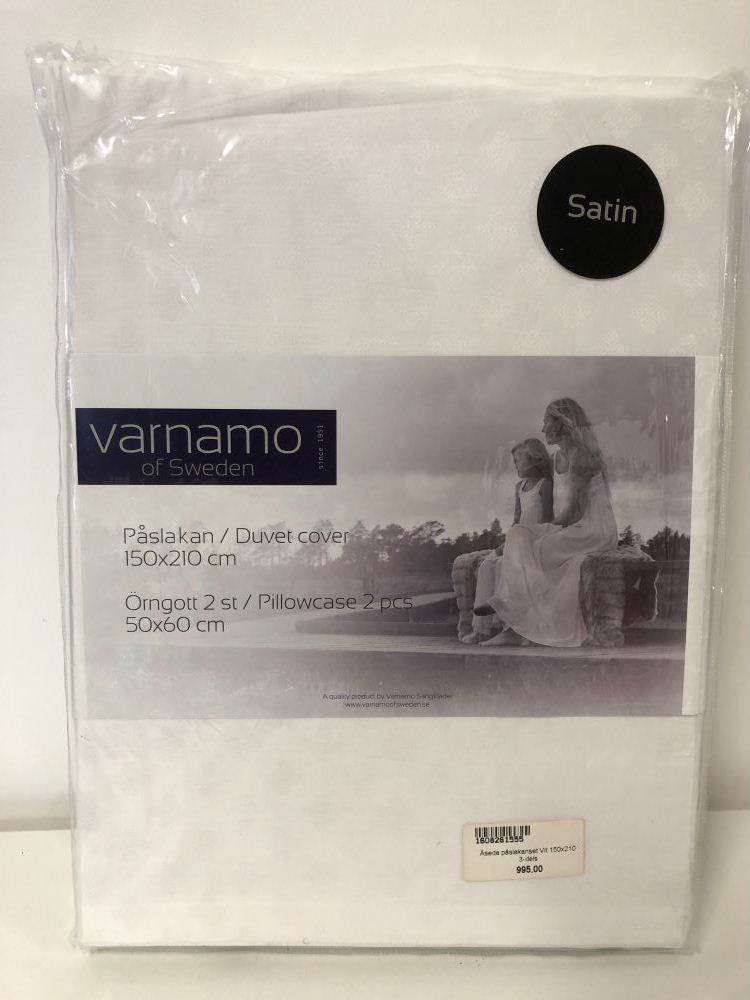 Satin
varnamo
of Sweden
since 1951
Påslakan / Duvet cover
150x210 cm
Örngott 2 st / Pillowcase 2 pcs
50x60 cm
A quality product by Värnamo Sängkläder
www.varnamoofsweden.se
1608261555
Åseda påslakanset Vit 150x210
3-dels
995,00